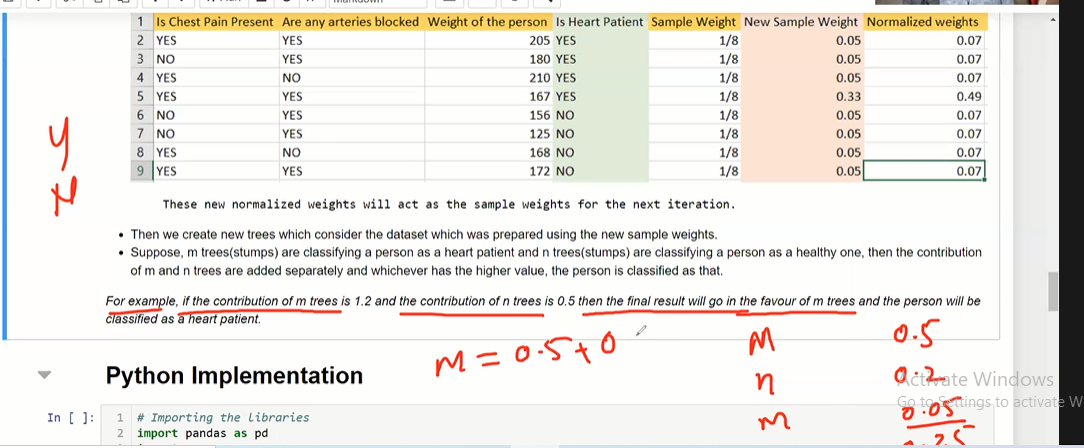 1 Is Chest Pain Present Are any arteries blocked Weight of the person Is Heart Patient Sample Weight New Sample Weight Normalized weights
2 YES YES 205 YES 1/8 0.05 0.07
3 NO YES 180 YES 1/8 0.05 0.07
4 YES NO 210 YES 1/8 0.05 0.07
5 YES YES 167 YES 1/8 0.33 0.49
6 NO YES 156 NO 1/8 0.05 0.07
7 NO YES 125 NO 1/8 0.05 0.07
8 YES NO 168 NO 1/8 0.05 0.07
9 YES YES 172 NO 1/8 0.05 0.07
Y
N
These new normalized weights will act as the sample weights for the next iteration.
• Then we create new trees which consider the dataset which was prepared using the new sample weights.
• Suppose, m trees(stumps) are classifying a person as a heart patient and n trees(stumps) are classifying a person as a healthy one, then the contribution
of m and n trees are added separately and whichever has the higher value, the person is classified as that.
For example, if the contribution of m trees is 1.2 and the contribution of n trees is 0.5 then the final result will go in the favour of m trees and the person will be
classified as a heart patient.
m = 0.5 + 0
M 0.5
n 0.2
m 0.05
Activate Windows
Go to Settings to activate W
Python Implementation
In [ ]: 1 # Importing the libraries
2 import pandas as pd